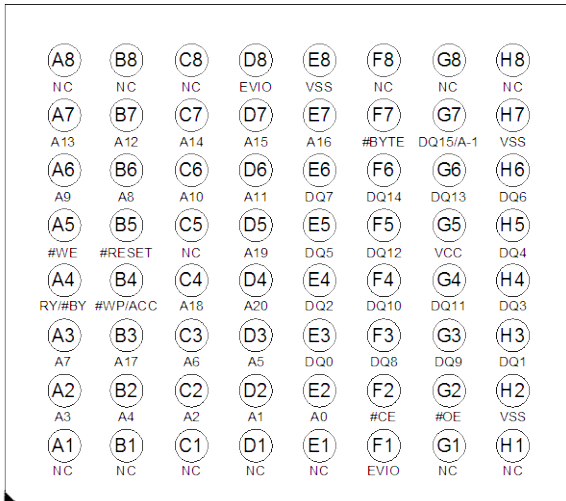 A8 B8 C8 D8 E8 F8 G8 H8
NC NC NC EVIO VSS NC NC NC
A7 B7 C7 D7 E7 F7 G7 H7
A13 A12 A14 A15 A16 #BYTE DQ15/A-1 VSS
A6 B6 C6 D6 E6 F6 G6 H6
A9 A8 A10 A11 DQ7 DQ14 DQ13 DQ6
A5 B5 C5 D5 E5 F5 G5 H5
#WE #RESET NC A19 DQ5 DQ12 VCC DQ4
A4 B4 C4 D4 E4 F4 G4 H4
RY/#BY #WP/ACC A18 A20 DQ2 DQ10 DQ11 DQ3
A3 B3 C3 D3 E3 F3 G3 H3
A7 A17 A6 A5 DQ0 DQ8 DQ9 DQ1
A2 B2 C2 D2 E2 F2 G2 H2
A3 A4 A2 A1 A0 #CE #OE VSS
A1 B1 C1 D1 E1 F1 G1 H1
NC NC NC NC NC EVIO NC NC